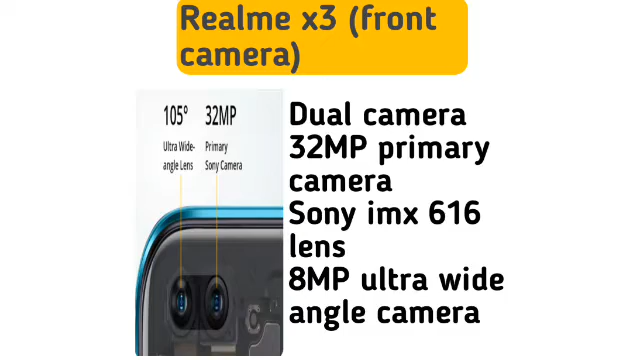 Realme x3 (front
camera)
105° 32MP
Ultra Wide- Primary
angle Lens Sony Camera
Dual camera
32MP primary
camera
Sony imx 616
lens
8MP ultra wide
angle camera